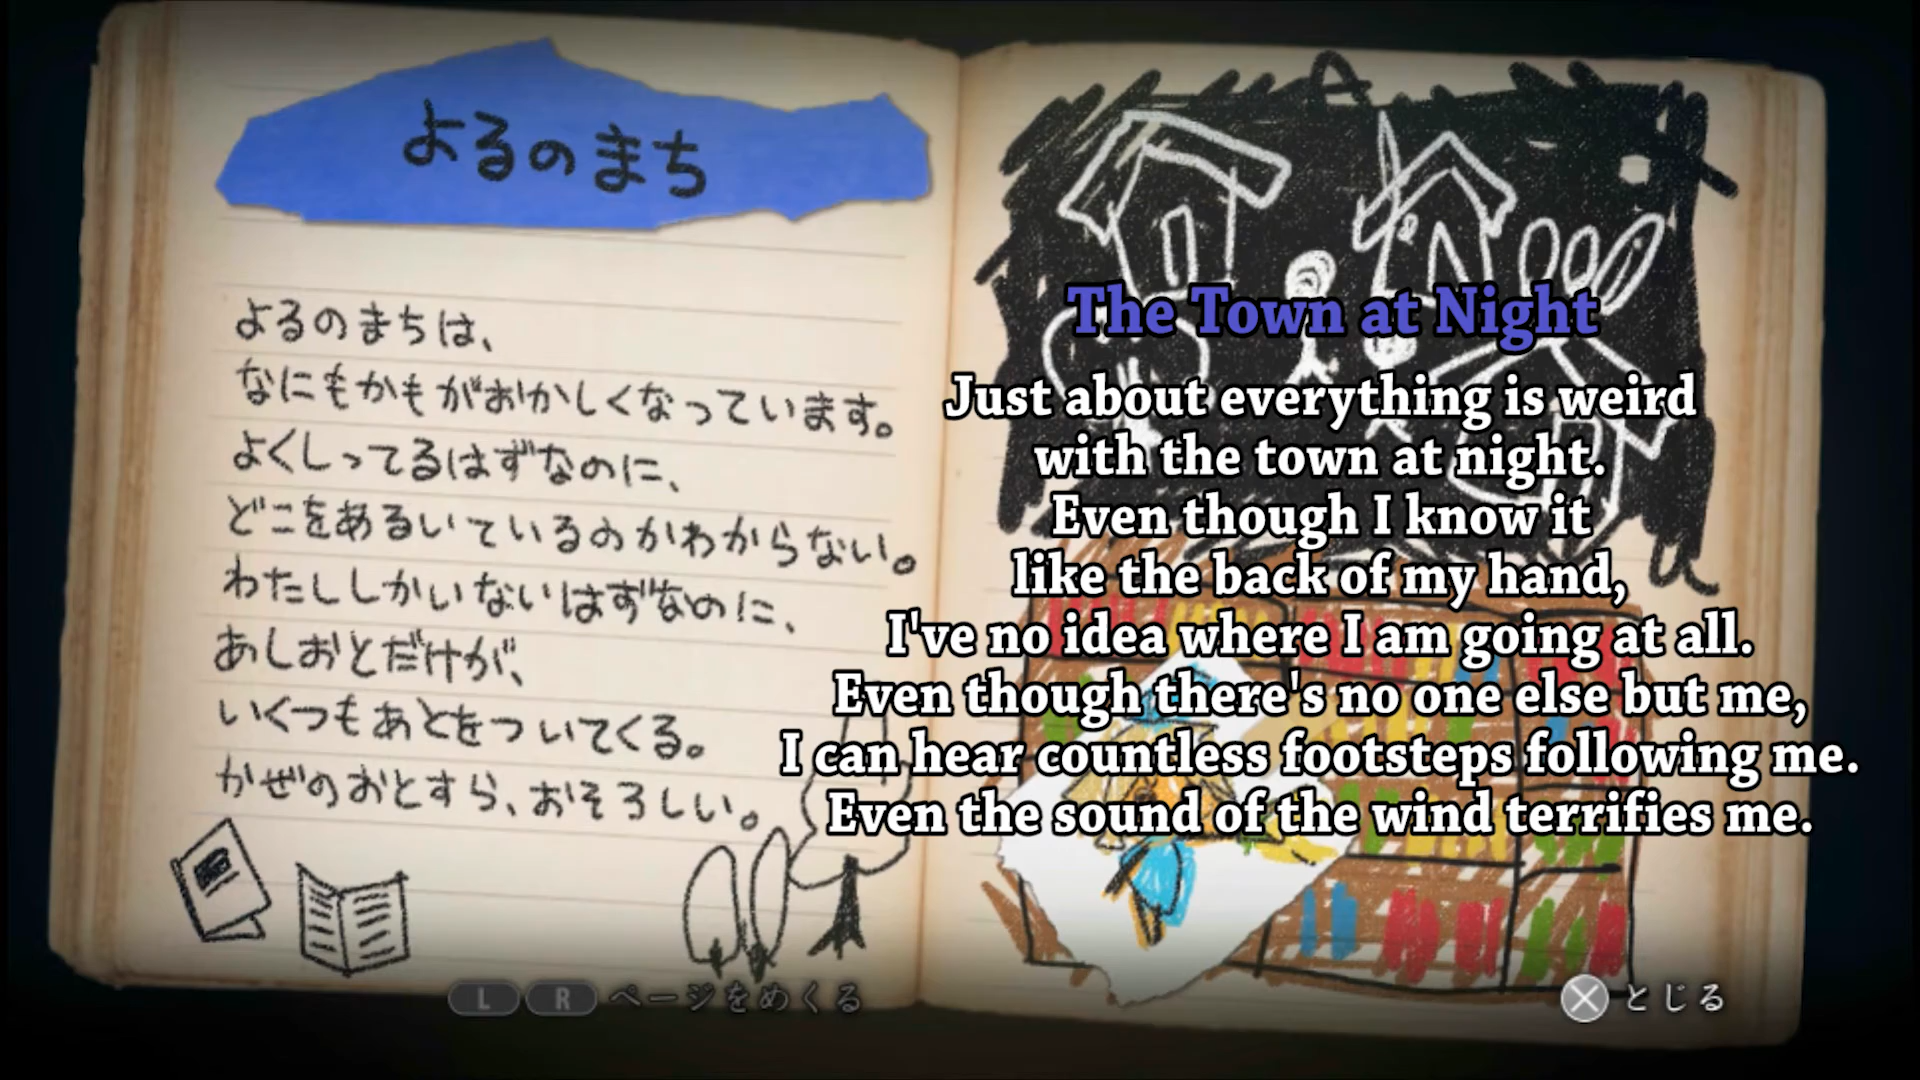 よるのまち
よるのまちは、
なにもかもがおかしくなっています。
よくしってるはずなのに、
どこをあるいているのかわからない。
わたししかいないはずなのに、
あしおとだけが、
いくつもあとをついてくる。
かぜのおとすら、おそろしい。
The Town at Night
Just about everything is weird
with the town at night.
Even though I know it
like the back of my hand,
I've no idea where I am going at all.
Even though there's no one else but me,
I can hear countless footsteps following me.
Even the sound of the wind terrifies me.
L R ページをめくる
とじる